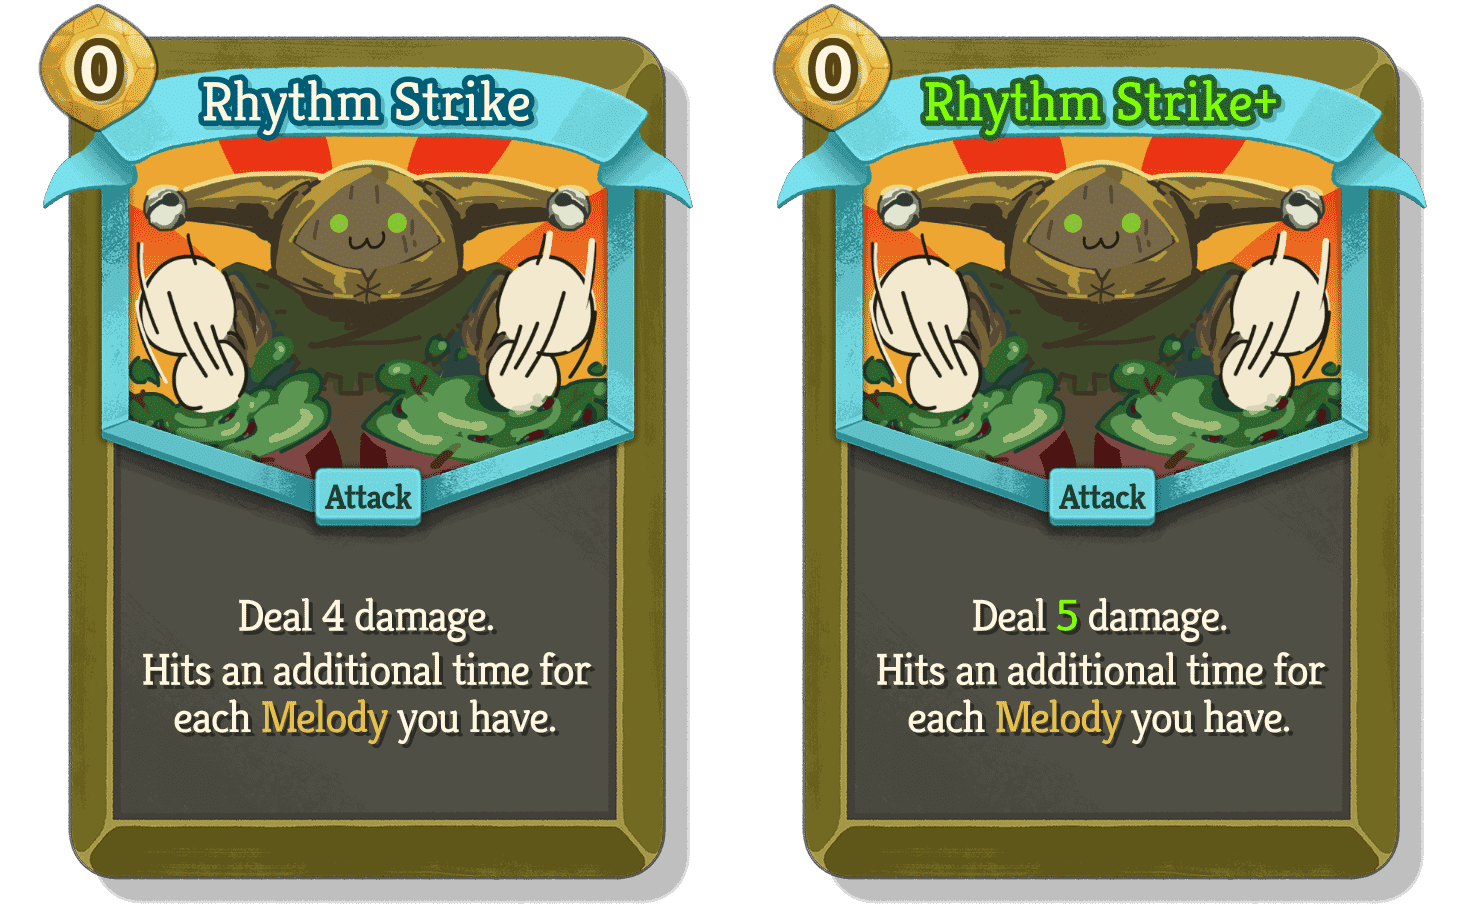 0
Rhythm Strike
Attack
Deal 4 damage.
Hits an additional time for
each Melody you have.
0
Rhythm Strike+
Attack
Deal 5 damage.
Hits an additional time for
each Melody you have.